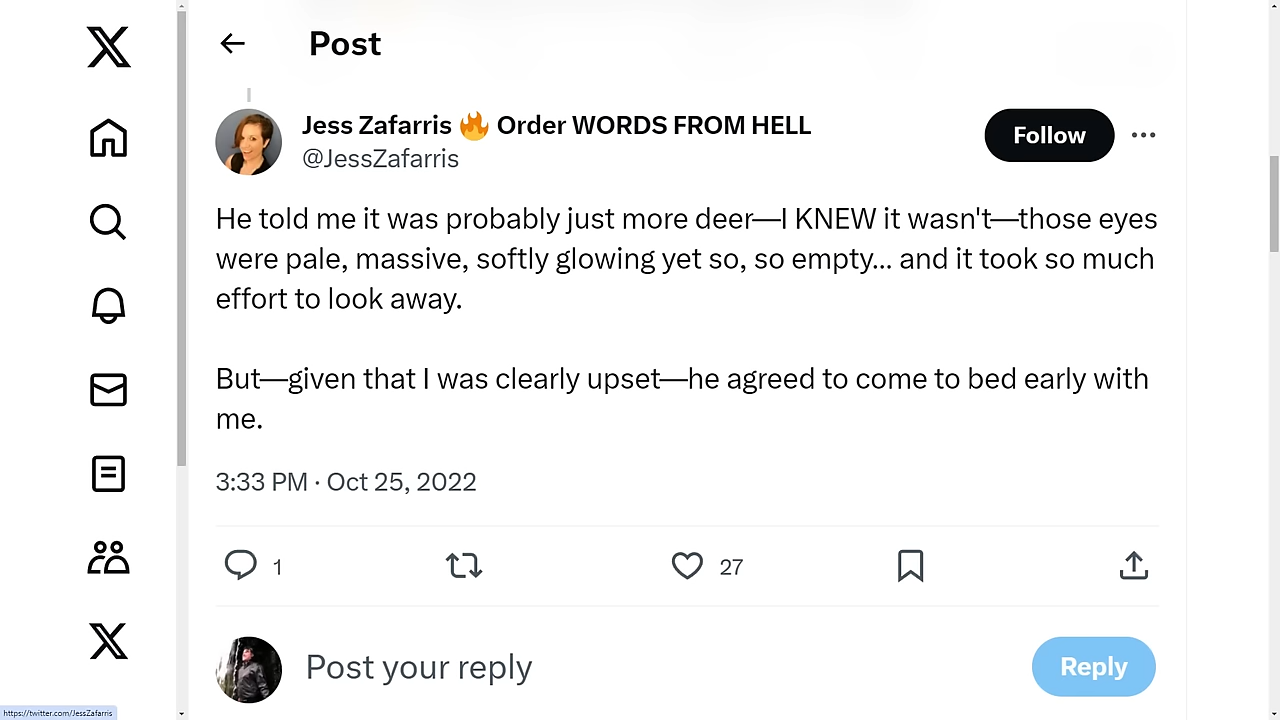 Post
Jess Zafarris 🔥 Order WORDS FROM HELL
@JessZafarris
Follow
He told me it was probably just more deer—I KNEW it wasn't—those eyes
were pale, massive, softly glowing yet so, so empty... and it took so much
effort to look away.
But—given that I was clearly upset—he agreed to come to bed early with
me.
3:33 PM · Oct 25, 2022
1
27
Post your reply
Reply
https://twitter.com/JessZafarris